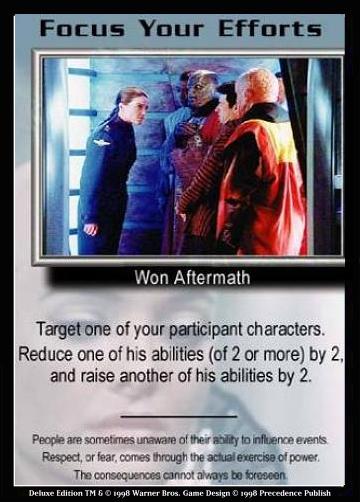 Focus Your Efforts
Won Aftermath
Target one of your participant characters.
Reduce one of his abilities (of 2 or more) by 2,
and raise another of his abilities by 2.
People are sometimes unaware of their ability to influence events.
Respect, or fear, comes through the actual exercise of power.
The consequences cannot always be foreseen.
Deluxe Edition TM & © 1998 Warner Bros. Game Design © 1998 Precedence Publish